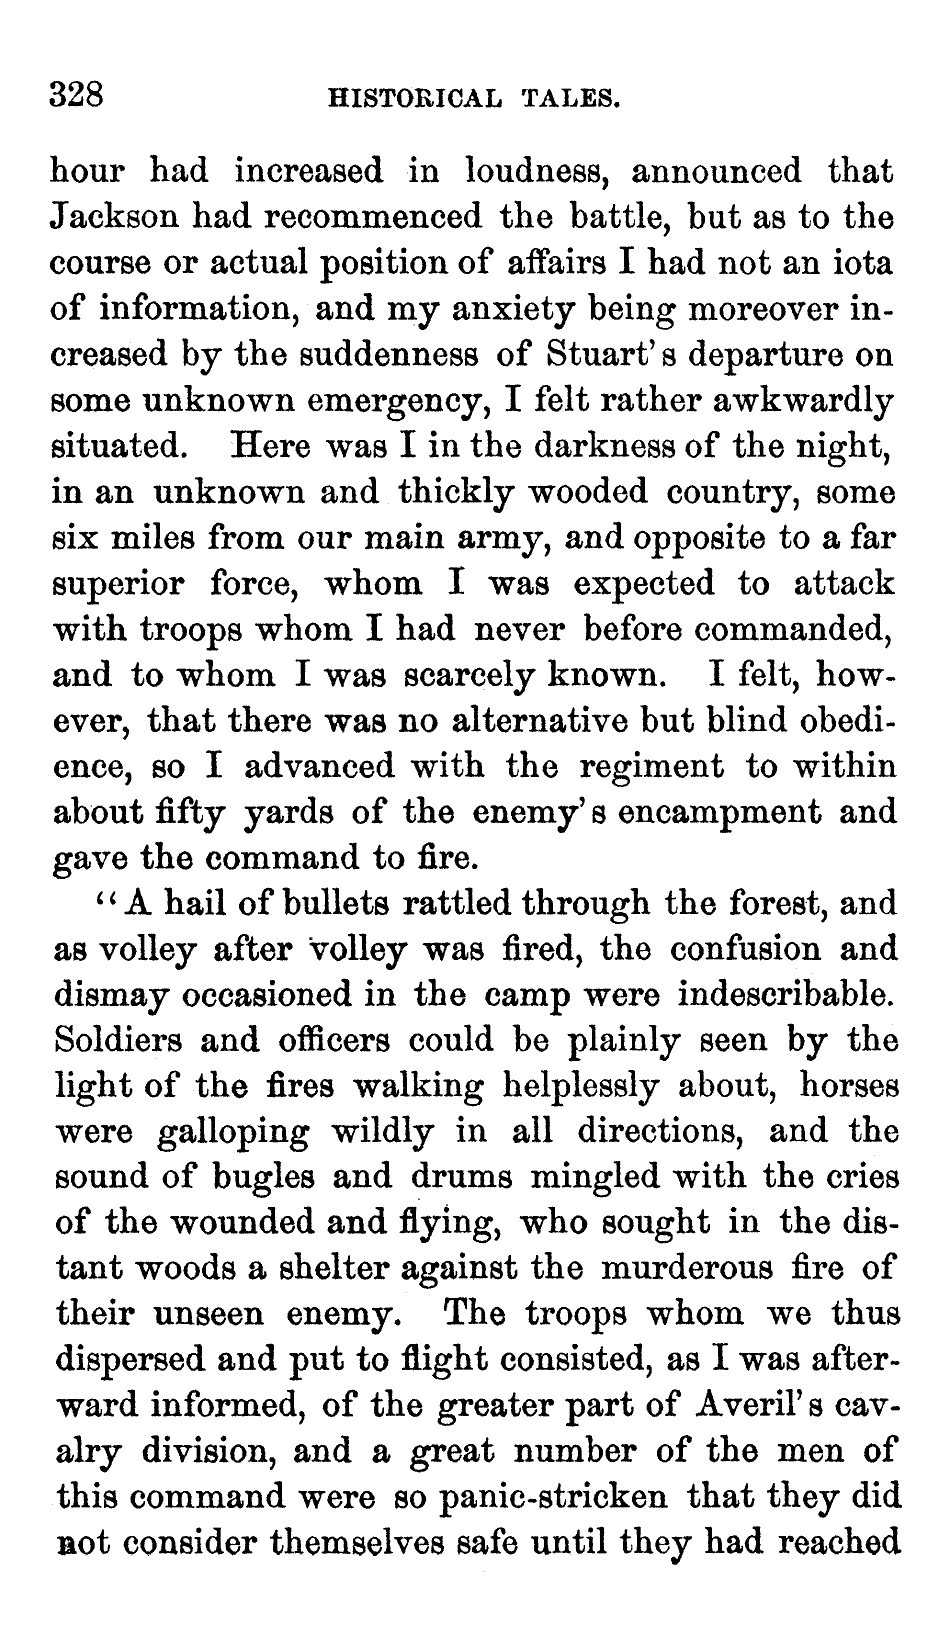 328 HISTORICAL TALES.
hour had increased in loudness, announced that
Jackson had recommenced the battle, but as to the
course or actual position of affairs I had not an iota
of information, and my anxiety being moreover in-
creased by the suddenness of Stuart's departure on
some unknown emergency, I felt rather awkwardly
situated. Here was I in the darkness of the night,
in an unknown and thickly wooded country, some
six miles from our main army, and opposite to a far
superior force, whom I was expected to attack
with troops whom I had never before commanded,
and to whom I was scarcely known. I felt, how-
ever, that there was no alternative but blind obedi-
ence, so I advanced with the regiment to within
about fifty yards of the enemy's encampment and
gave the command to fire.
"A hail of bullets rattled through the forest, and
as volley after volley was fired, the confusion and
dismay occasioned in the camp were indescribable.
Soldiers and officers could be plainly seen by the
light of the fires walking helplessly about, horses
were galloping wildly in all directions, and the
sound of bugles and drums mingled with the cries
of the wounded and flying, who sought in the dis-
tant woods a shelter against the murderous fire of
their unseen enemy. The troops whom we thus
dispersed and put to flight consisted, as I was after-
ward informed, of the greater part of Averil's cav-
alry division, and a great number of the men of
this command were so panic-stricken that they did
not consider themselves safe until they had reached